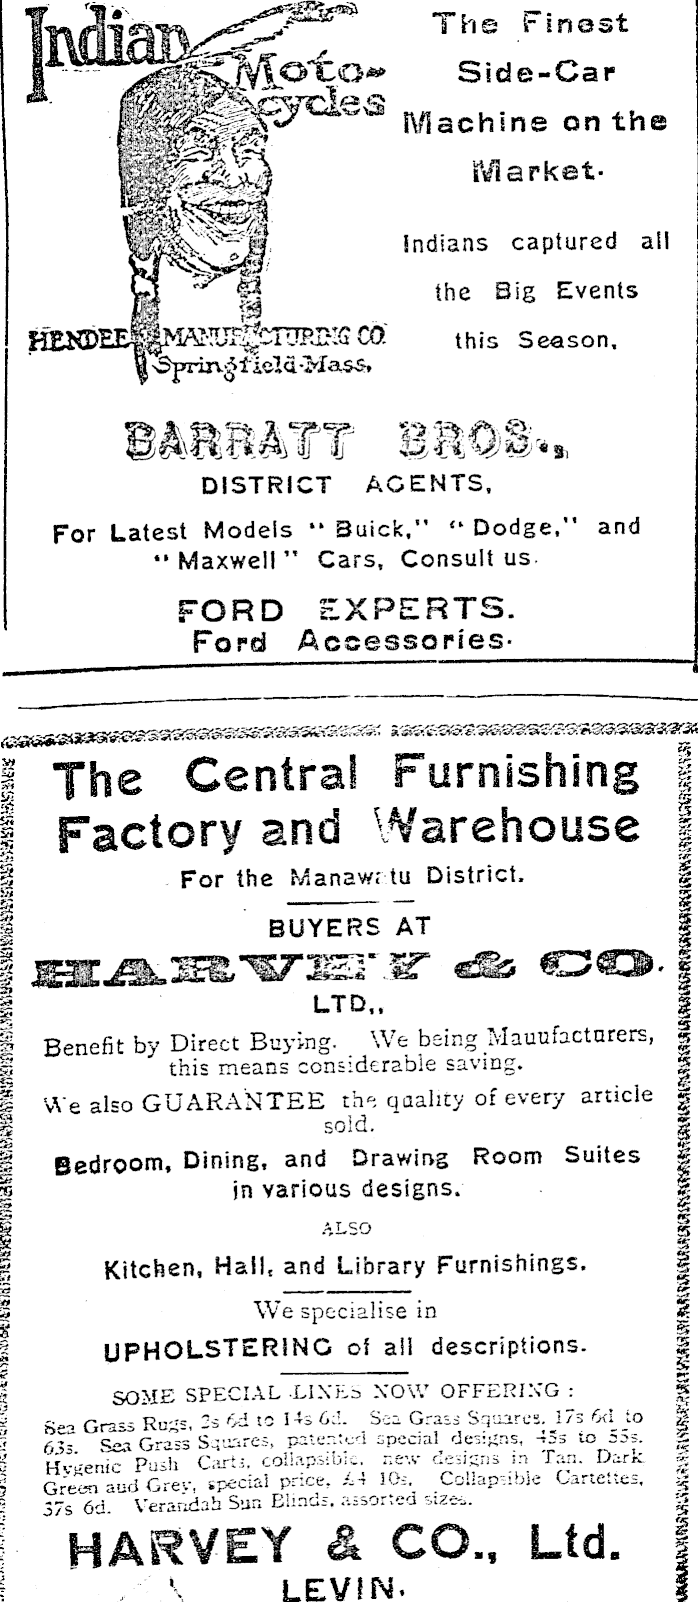 Indian
Moto-
cycles
HENDEE MANUFACTURING CO.
Springfield-Mass,
The Finest
Side-Car
Machine on the
Market.
Indians captured all
the Big Events
this Season,
BARRATT BROS.,
DISTRICT AGENTS,
For Latest Models "Buick," "Dodge," and
"Maxwell" Cars, Consult us.
FORD EXPERTS.
Ford Accessories.
The Central Furnishing
Factory and Warehouse
For the Manawatu District.
BUYERS AT
HARVEY & CO.
LTD,,
Benefit by Direct Buying. We being Mauufacturers,
this means considerable saving.
We also GUARANTEE the quality of every article
sold.
Bedroom, Dining, and Drawing Room Suites
in various designs.
ALSO
Kitchen, Hall, and Library Furnishings.
We specialise in
UPHOLSTERING of all descriptions.
SOME SPECIAL LINES NOW OFFERING :
Sea Grass Rugs, 2s 6d to 14s 6d. Sea Grass Squares, 17s 6d to
63s. Sea Grass Squares, patented special designs, 45s to 55s.
Hygenic Push Carts, collapsible, new designs in Tan, Dark
Green aud Grey, special price, £4 10s. Collapsible Cartettes,
37s 6d. Verandah Sun Blinds, assorted sizes.
HARVEY & CO., Ltd.
LEVIN.